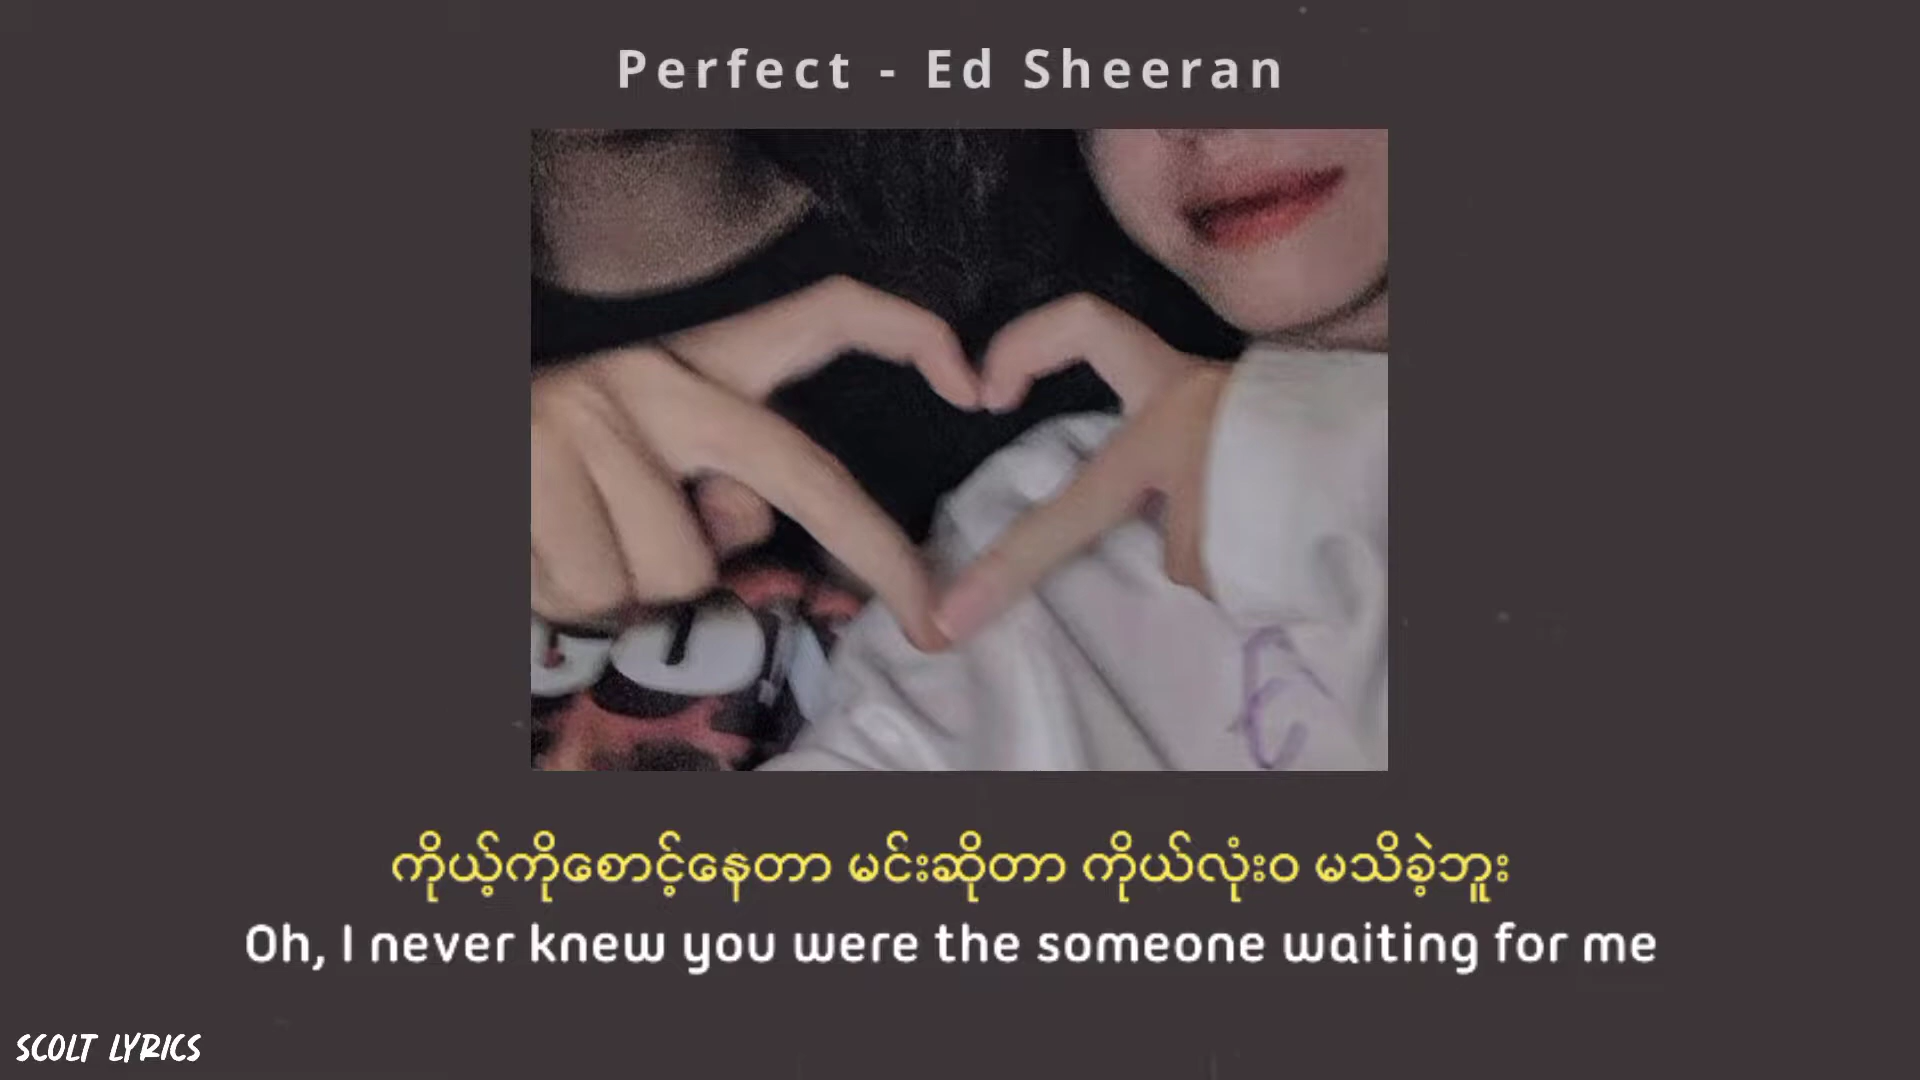 Perfect - Ed Sheeran
ကိုယ့်ကိုစောင့်နေတာ မင်းဆိုတာ ကိုယ်လုံးဝ မသိခဲ့ဘူး
Oh, I never knew you were the someone waiting for me
SCOLT LYRICS